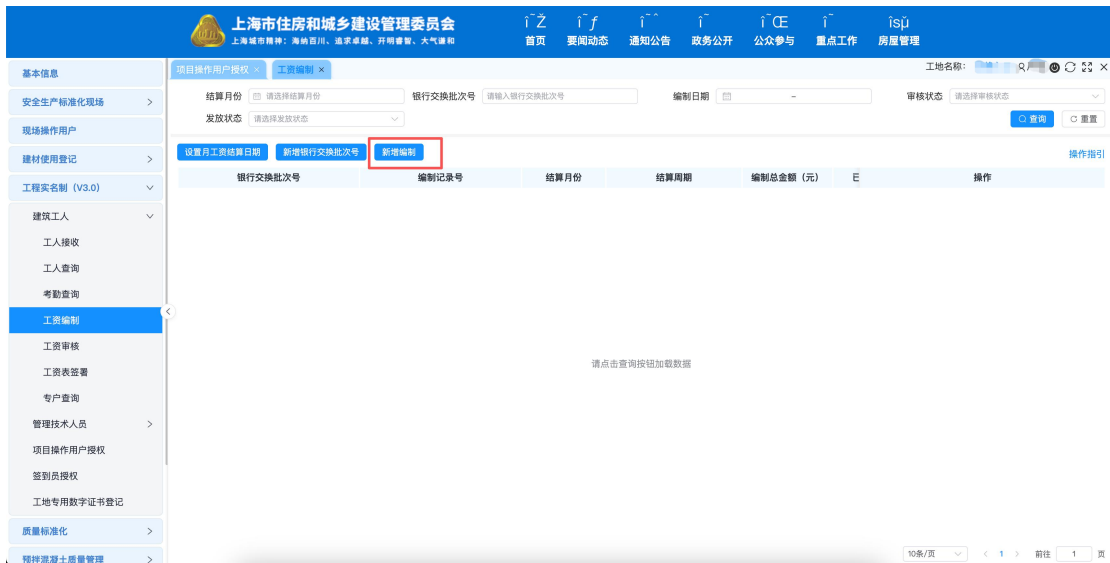 上海市住房和城乡建设管理委员会
上海城市精神：海纳百川、追求卓越、开明睿智、大气谦和
首页 要闻动态 通知公告 政务公开 公众参与 重点工作 房屋管理
基本信息
安全生产标准化现场
现场操作用户
建材使用登记
工程实名制（V3.0）
建筑工人
工人接收
工人查询
考勤查询
工资编制
工资审核
工资表签署
专户查询
管理技术人员
项目操作用户授权
签到员授权
工地专用数字证书登记
质量标准化
预拌混凝土质量管理
项目操作用户授权 × 工资编制 ×
工地名称：
结算月份 请选择结算月份 银行交换批次号 请输入银行交换批次号 编制日期 – 审核状态 请选择审核状态
发放状态 请选择发放状态 查询 重置
设置月工资结算日期 新增银行交换批次号 新增编制 操作指引
银行交换批次号 编制记录号 结算月份 结算周期 编制总金额（元） 操作
请点击查询按钮加载数据
10条/页 1 前往 1 页